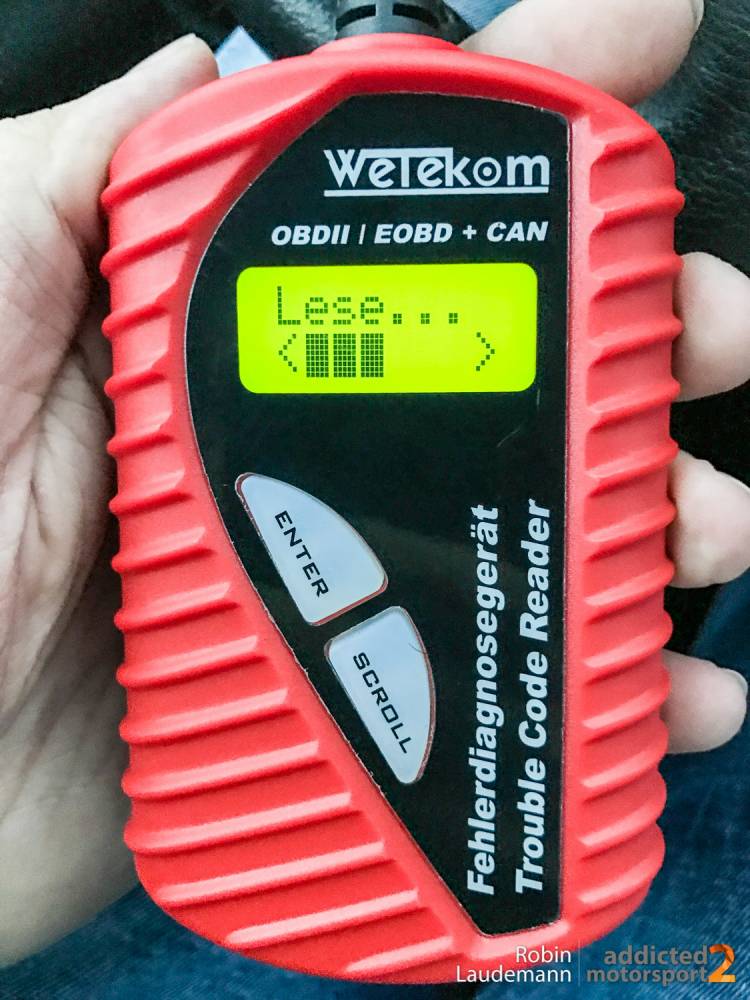 WeTekom
OBDII | EOBD + CAN
Lese...
< >
ENTER
SCROLL
Fehlerdiagnosegerät
Trouble Code Reader
Robin
Laudemann
addicted
motorsport
2